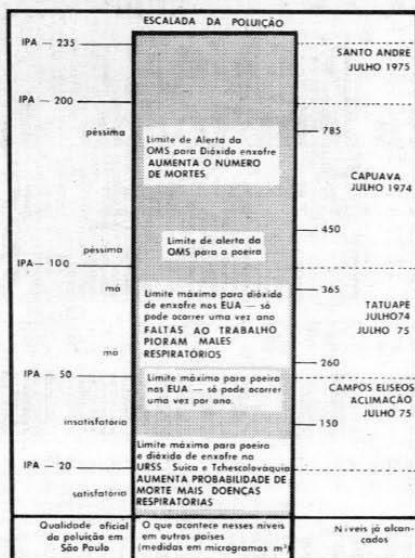 ESCALADA DA POLUIÇÃO
IPA — 235
SANTO ANDRE
JULHO 1975
IPA — 200
péssima
785
Limite de Alerta da
OMS para Dióxido enxofre
AUMENTA O NÚMERO
DE MORTES
CAPUAVA
JULHO 1974
450
Limite de alerta da
OMS para a poeira
péssima
IPA — 100
má
365
Limite máximo para dióxido
de enxofre nos EUA — só
pode ocorrer uma vez ano
FALTAS AO TRABALHO
PIORAM MALES
RESPIRATÓRIOS
TATUAPE
JULHO 74
JULHO 75
má
260
IPA — 50
Limite máximo para poeira
nos EUA — só pode ocorrer
uma vez por ano.
CAMPOS ELISEOS
ACLIMAÇÃO
JULHO 75
insatisfatória
150
Limite máximo para poeira
e dióxido de enxofre na
URSS. Suica e Tchescolováquia
AUMENTA PROBABILIDADE DE
MORTE MAIS DOENÇAS
RESPIRATÓRIAS
IPA — 20
satisfatória
Qualidade oficial
da poluição em
São Paulo
O que acontece nesses níveis
em outros países
(medidas em microgramas m³)
Niveis já alcan-
cados